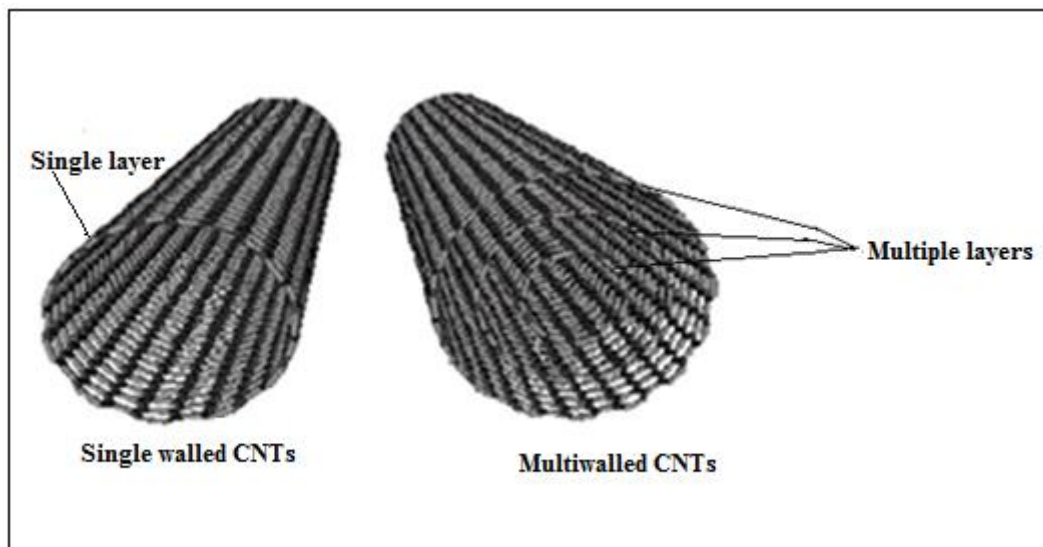 Single layer
Multiple layers
Single walled CNTs
Multiwalled CNTs